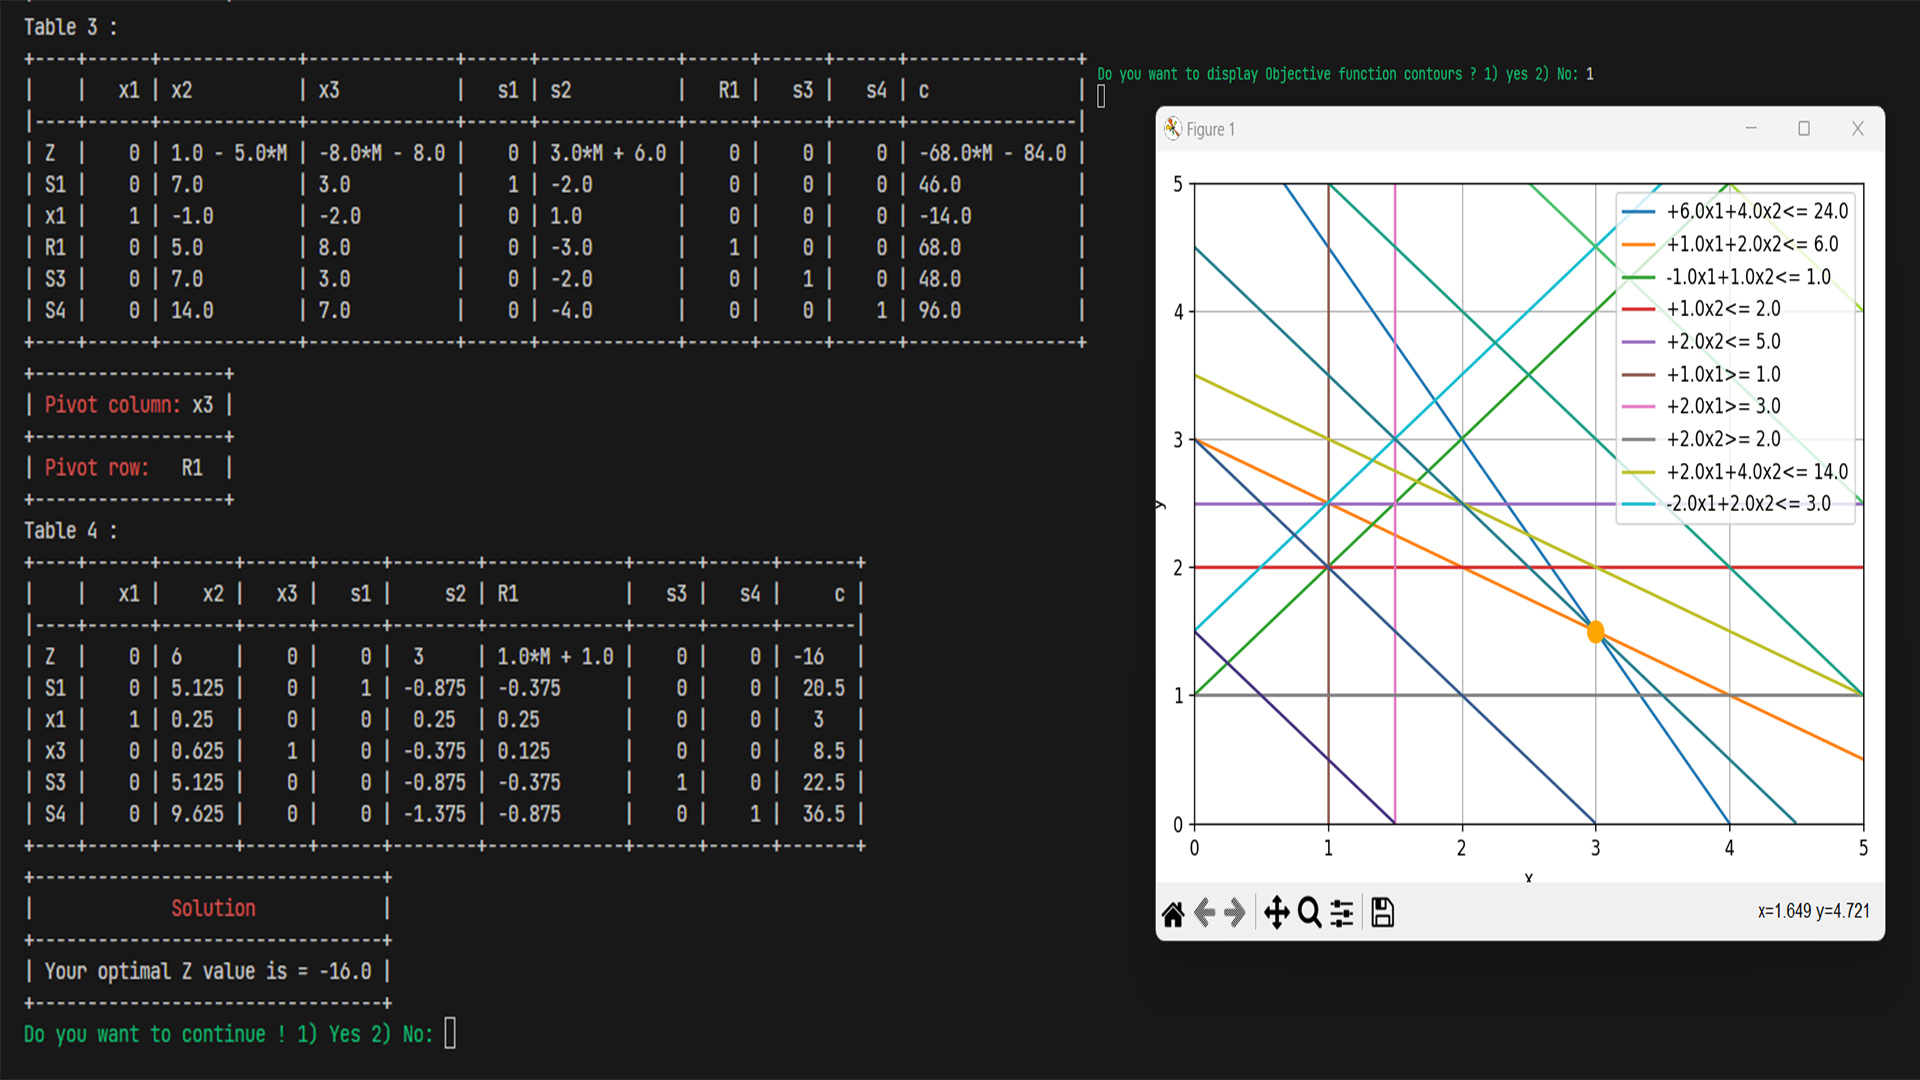 Table 3 :
+----+------+-------------+--------------+------+-------------+------+------+------+----------------+
|    |   x1 | x2          | x3           |   s1 | s2          |   R1 |   s3 |   s4 | c              |
|----+------+-------------+--------------+------+-------------+------+------+------+----------------|
| Z  |    0 | 1.0 - 5.0*M | -8.0*M - 8.0 |    0 | 3.0*M + 6.0 |    0 |    0 |    0 | -68.0*M - 84.0 |
| S1 |    0 | 7.0         | 3.0          |    1 | -2.0        |    0 |    0 |    0 | 46.0           |
| x1 |    1 | -1.0        | -2.0         |    0 | 1.0         |    0 |    0 |    0 | -14.0          |
| R1 |    0 | 5.0         | 8.0          |    0 | -3.0        |    1 |    0 |    0 | 68.0           |
| S3 |    0 | 7.0         | 3.0          |    0 | -2.0        |    0 |    1 |    0 | 48.0           |
| S4 |    0 | 14.0        | 7.0          |    0 | -4.0        |    0 |    0 |    1 | 96.0           |
+----+------+-------------+--------------+------+-------------+------+------+------+----------------+
+------------------+
| Pivot column: x3 |
+------------------+
| Pivot row:   R1  |
+------------------+
Table 4 :
+----+------+-------+------+------+--------+-------------+------+------+-------+
|    |   x1 |    x2 |   x3 |   s1 |     s2 | R1          |   s3 |   s4 |     c |
|----+------+-------+------+------+--------+-------------+------+------+-------|
| Z  |    0 | 6     |    0 |    0 |  3     | 1.0*M + 1.0 |    0 |    0 | -16   |
| S1 |    0 | 5.125 |    0 |    1 | -0.875 | -0.375      |    0 |    0 |  20.5 |
| x1 |    1 | 0.25  |    0 |    0 |  0.25  | 0.25        |    0 |    0 |   3   |
| x3 |    0 | 0.625 |    1 |    0 | -0.375 | 0.125       |    0 |    0 |   8.5 |
| S3 |    0 | 5.125 |    0 |    0 | -0.875 | -0.375      |    1 |    0 |  22.5 |
| S4 |    0 | 9.625 |    0 |    0 | -1.375 | -0.875      |    0 |    1 |  36.5 |
+----+------+-------+------+------+--------+-------------+------+------+-------+
+---------------------------------+
|             Solution            |
+---------------------------------+
| Your optimal Z value is = -16.0 |
+---------------------------------+
Do you want to continue ! 1) Yes 2) No:
Do you want to display Objective function contours ? 1) yes 2) No: 1
Figure 1
5
4
3
2
1
0
y
+6.0x1+4.0x2<= 24.0
+1.0x1+2.0x2<= 6.0
-1.0x1+1.0x2<= 1.0
+1.0x2<= 2.0
+2.0x2<= 5.0
+1.0x1>= 1.0
+2.0x1>= 3.0
+2.0x2>= 2.0
+2.0x1+4.0x2<= 14.0
-2.0x1+2.0x2<= 3.0
0 1 2 3 4 5
x
x=1.649 y=4.721